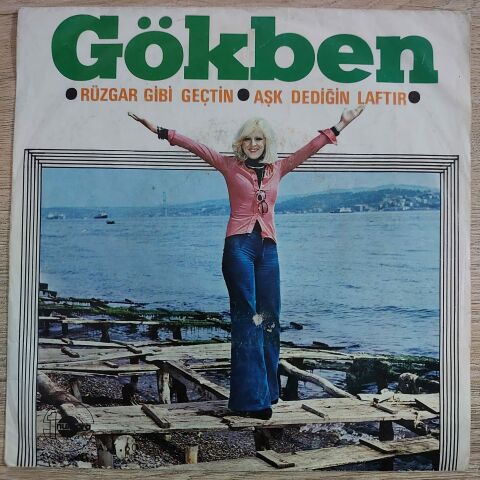 Gökben
● RÜZGAR GİBİ GEÇTİN ● AŞK DEDİĞİN LAFTIR ●